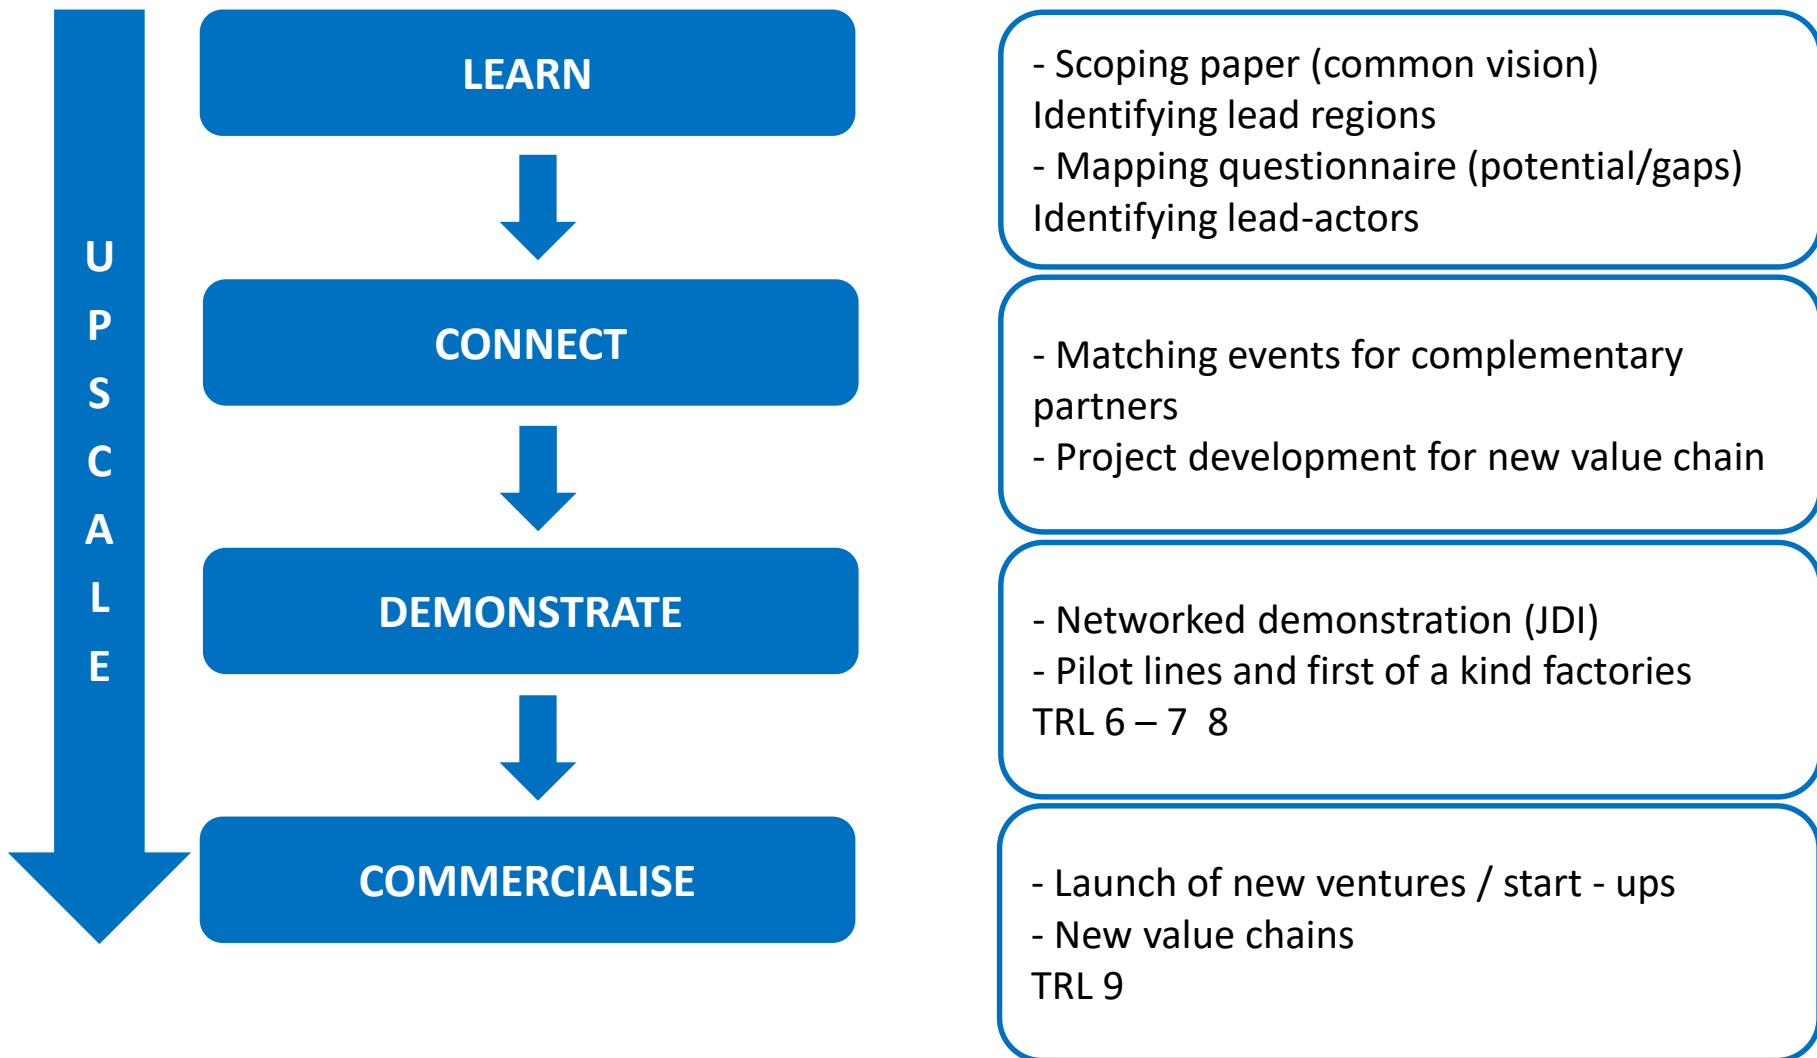 U
P
S
C
A
L
E
LEARN
- Scoping paper (common vision)
Identifying lead regions
- Mapping questionnaire (potential/gaps)
Identifying lead-actors
CONNECT
- Matching events for complementary
partners
- Project development for new value chain
DEMONSTRATE
- Networked demonstration (JDI)
- Pilot lines and first of a kind factories
TRL 6 – 7  8
COMMERCIALISE
- Launch of new ventures / start - ups
- New value chains
TRL 9